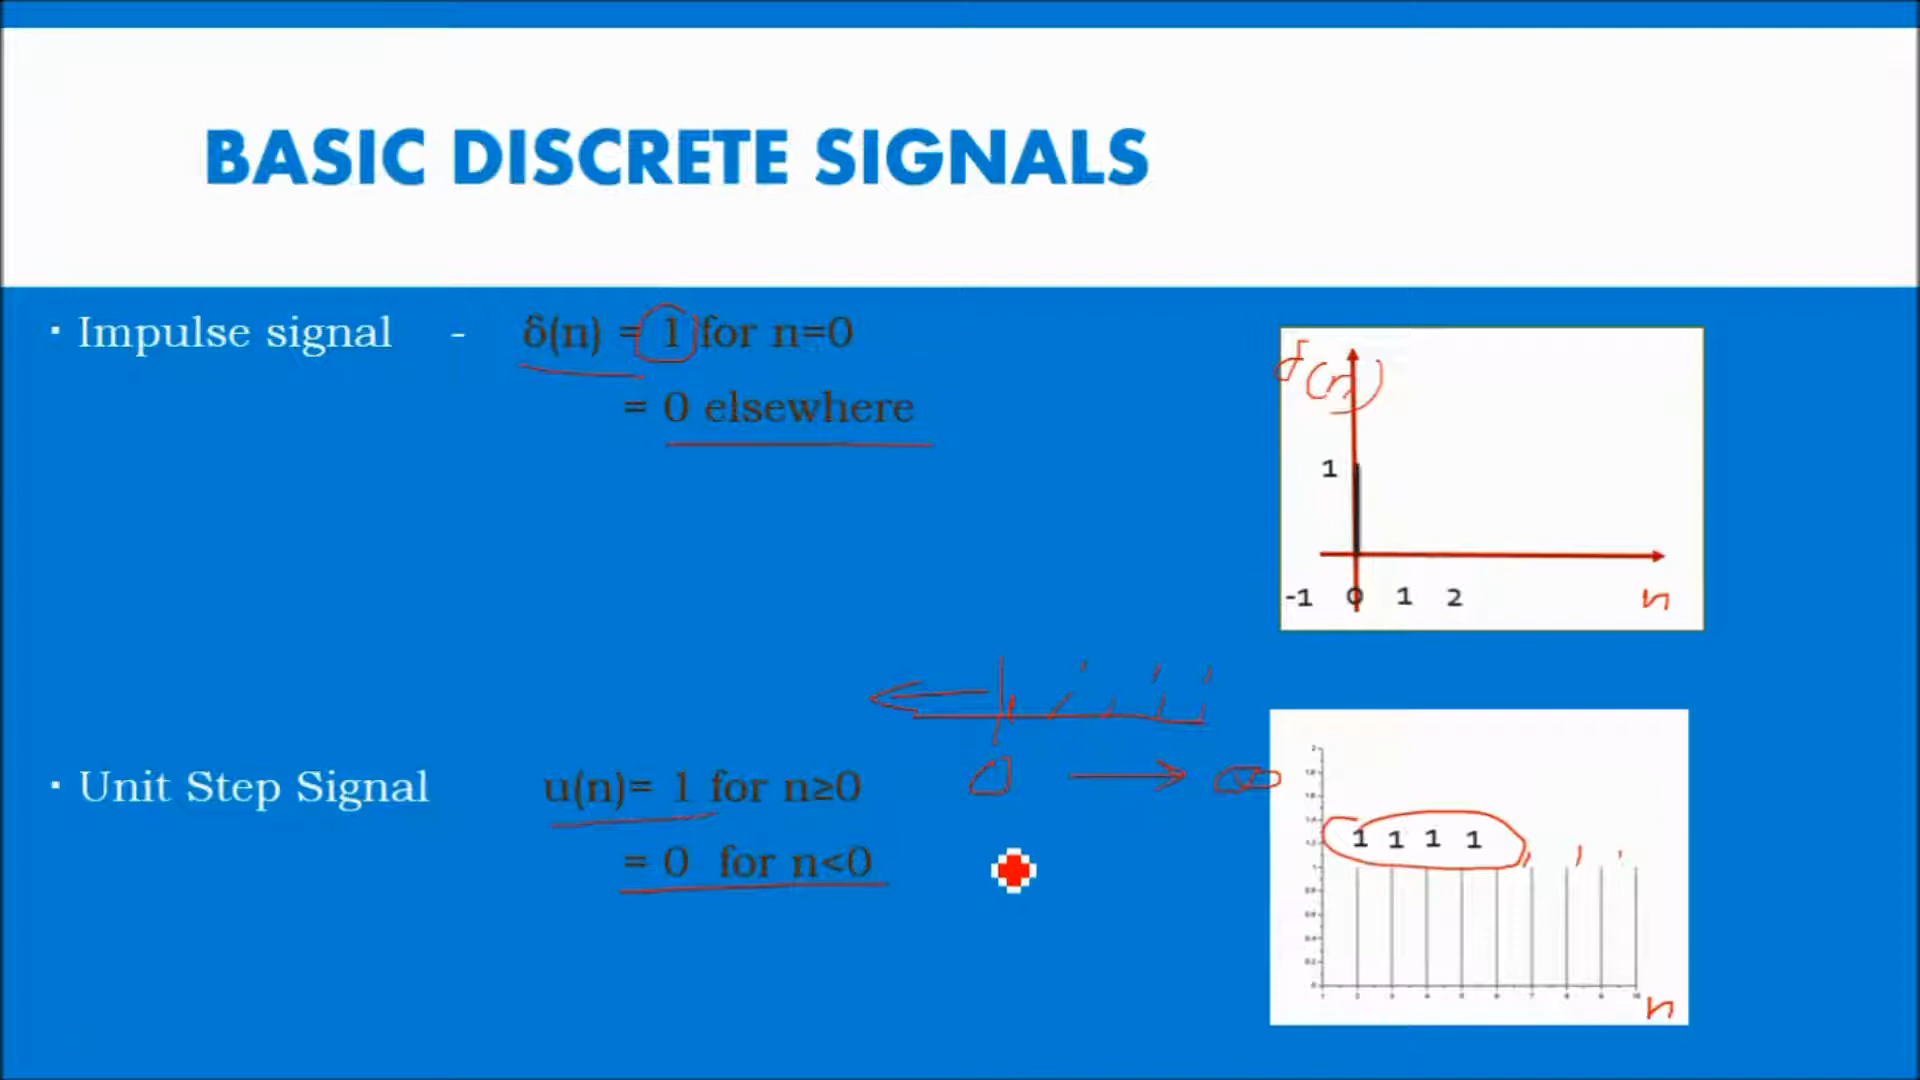 BASIC DISCRETE SIGNALS
· Impulse signal - δ(n) = 1 for n=0
= 0 elsewhere
δ(n)
1
-1 0 1 2 n
0 → ∞
· Unit Step Signal u(n)= 1 for n≥0
= 0 for n<0
1 1 1 1
n